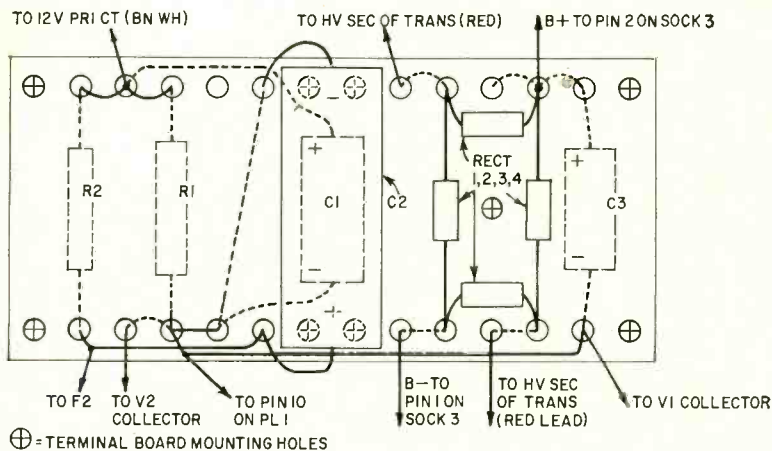 TO 12V PRI CT (BN WH)
TO HV SEC OF TRANS (RED)
B+ TO PIN 2 ON SOCK 3
R2
R1
+
C1
−
C2
RECT
1,2,3,4
+
C3
−
−
+
TO F2
TO V2
COLLECTOR
TO PIN 10
ON PL 1
B− TO
PIN 1 ON
SOCK 3
TO HV SEC
OF TRANS
(RED LEAD)
TO V1 COLLECTOR
⊕ = TERMINAL BOARD MOUNTING HOLES